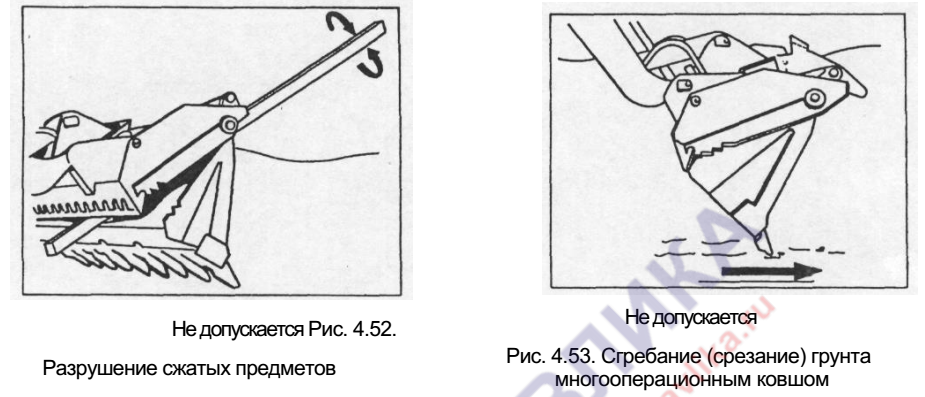 Не допускается Рис. 4.52.
Разрушение сжатых предметов
Не допускается
Рис. 4.53. Сгребание (срезание) грунта
многооперационным ковшом